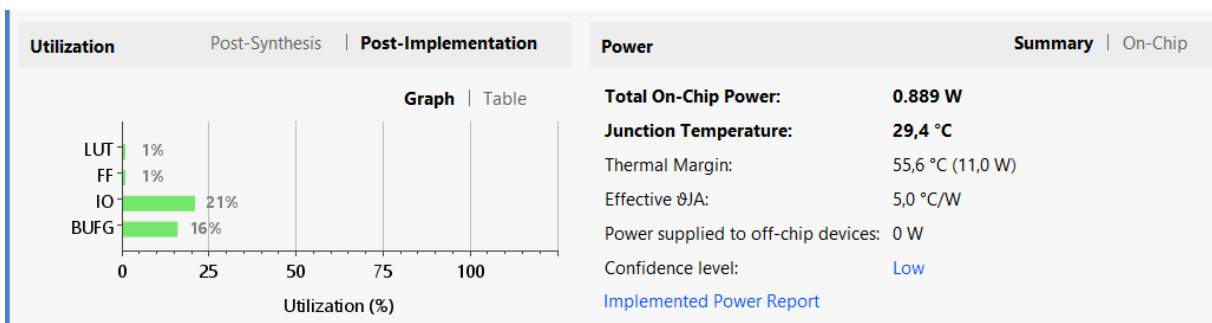 Utilization Post-Synthesis | Post-Implementation
Graph | Table
LUT 1%
FF 1%
IO 21%
BUFG 16%
0 25 50 75 100
Utilization (%)
Power Summary | On-Chip
Total On-Chip Power: 0.889 W
Junction Temperature: 29,4 °C
Thermal Margin: 55,6 °C (11,0 W)
Effective ϑJA: 5,0 °C/W
Power supplied to off-chip devices: 0 W
Confidence level: Low
Implemented Power Report